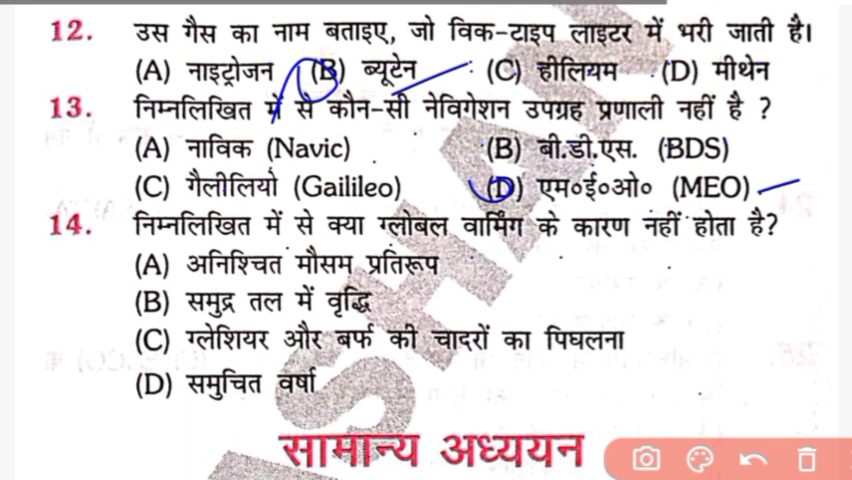 12. उस गैस का नाम बताइए, जो विक-टाइप लाइटर में भरी जाती है।
(A) नाइट्रोजन (B) ब्यूटेन (C) हीलियम (D) मीथेन
13. निम्नलिखित में से कौन-सी नेविगेशन उपग्रह प्रणाली नहीं है ?
(A) नाविक (Navic) (B) बी.डी.एस. (BDS)
(C) गैलीलियो (Gailileo) (D) एम०ई०ओ० (MEO)
14. निम्नलिखित में से क्या ग्लोबल वार्मिंग के कारण नहीं होता है?
(A) अनिश्चित मौसम प्रतिरूप
(B) समुद्र तल में वृद्धि
(C) ग्लेशियर और बर्फ की चादरों का पिघलना
(D) समुचित वर्षा
सामान्य अध्ययन